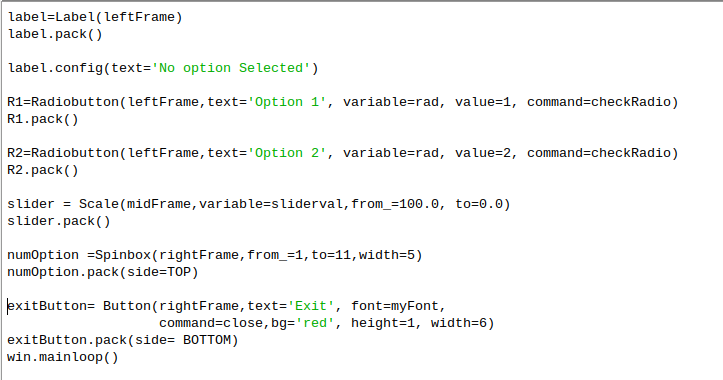 label=Label(leftFrame)
label.pack()
label.config(text='No option Selected')
R1=Radiobutton(leftFrame,text='Option 1', variable=rad, value=1, command=checkRadio)
R1.pack()
R2=Radiobutton(leftFrame,text='Option 2', variable=rad, value=2, command=checkRadio)
R2.pack()
slider = Scale(midFrame,variable=sliderval,from_=100.0, to=0.0)
slider.pack()
numOption =Spinbox(rightFrame,from_=1,to=11,width=5)
numOption.pack(side=TOP)
exitButton= Button(rightFrame,text='Exit', font=myFont,
                   command=close,bg='red', height=1, width=6)
exitButton.pack(side= BOTTOM)
win.mainloop()